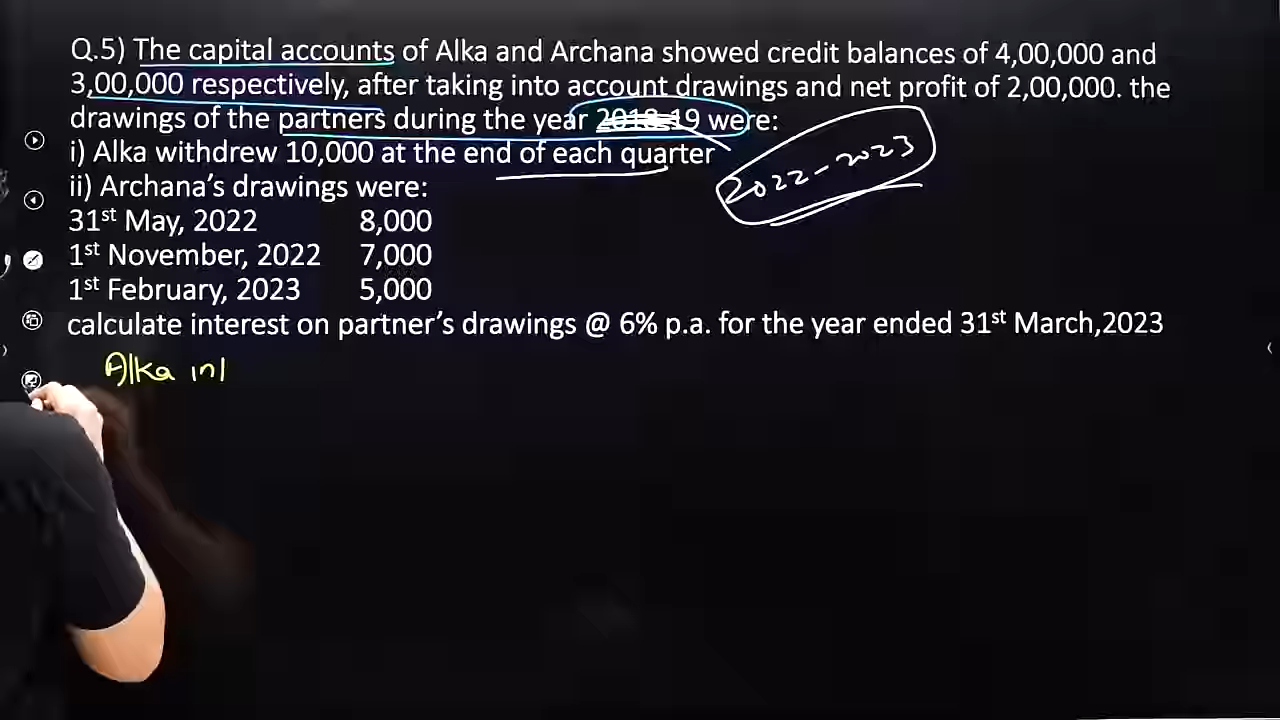 Q.5) The capital accounts of Alka and Archana showed credit balances of 4,00,000 and
3,00,000 respectively, after taking into account drawings and net profit of 2,00,000. the
drawings of the partners during the year 2018-19 were:
2022-2023
i) Alka withdrew 10,000 at the end of each quarter
ii) Archana’s drawings were:
31st May, 2022 8,000
1st November, 2022 7,000
1st February, 2023 5,000
calculate interest on partner’s drawings @ 6% p.a. for the year ended 31st March,2023
Alka int